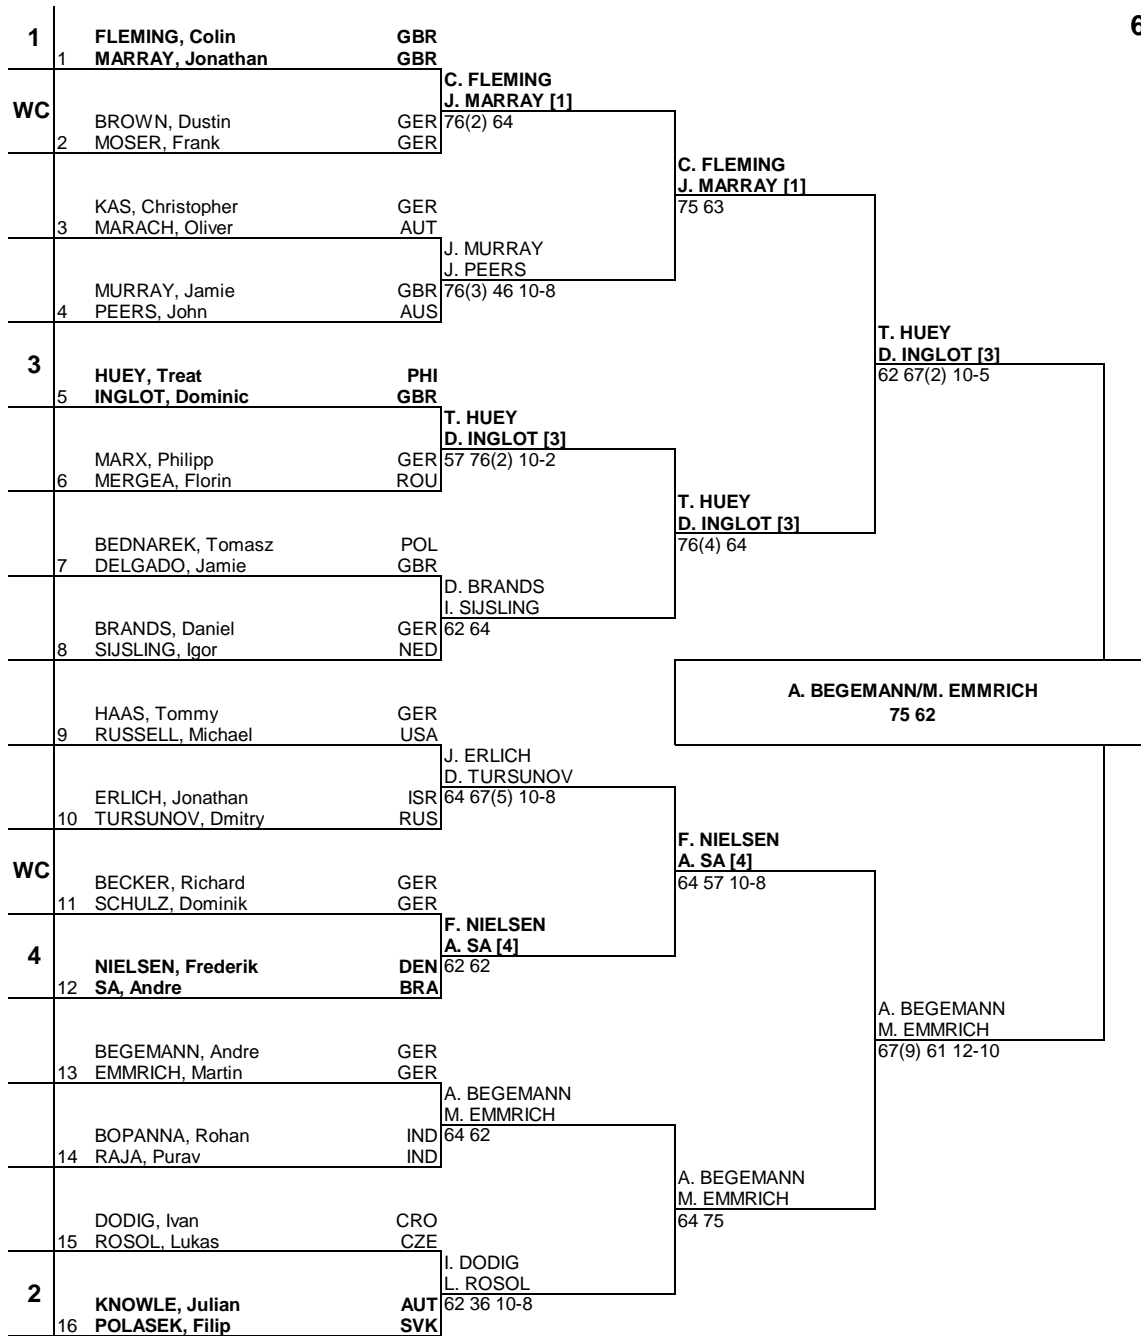 6
1
FLEMING, Colin GBR
1 MARRAY, Jonathan GBR
C. FLEMING
J. MARRAY [1]
76(2) 64
WC
BROWN, Dustin GER
2 MOSER, Frank GER
C. FLEMING
J. MARRAY [1]
75 63
KAS, Christopher GER
3 MARACH, Oliver AUT
J. MURRAY
J. PEERS
76(3) 46 10-8
MURRAY, Jamie GBR
4 PEERS, John AUS
T. HUEY
D. INGLOT [3]
62 67(2) 10-5
3
HUEY, Treat PHI
5 INGLOT, Dominic GBR
T. HUEY
D. INGLOT [3]
57 76(2) 10-2
MARX, Philipp GER
6 MERGEA, Florin ROU
T. HUEY
D. INGLOT [3]
76(4) 64
BEDNAREK, Tomasz POL
7 DELGADO, Jamie GBR
D. BRANDS
I. SIJSLING
62 64
BRANDS, Daniel GER
8 SIJSLING, Igor NED
A. BEGEMANN/M. EMMRICH
75 62
HAAS, Tommy GER
9 RUSSELL, Michael USA
J. ERLICH
D. TURSUNOV
64 67(5) 10-8
ERLICH, Jonathan ISR
10 TURSUNOV, Dmitry RUS
F. NIELSEN
A. SA [4]
64 57 10-8
WC
BECKER, Richard GER
11 SCHULZ, Dominik GER
F. NIELSEN
A. SA [4]
62 62
4
NIELSEN, Frederik DEN
12 SA, Andre BRA
A. BEGEMANN
M. EMMRICH
67(9) 61 12-10
BEGEMANN, Andre GER
13 EMMRICH, Martin GER
A. BEGEMANN
M. EMMRICH
64 62
BOPANNA, Rohan IND
14 RAJA, Purav IND
A. BEGEMANN
M. EMMRICH
64 75
DODIG, Ivan CRO
15 ROSOL, Lukas CZE
I. DODIG
L. ROSOL
62 36 10-8
2
KNOWLE, Julian AUT
16 POLASEK, Filip SVK